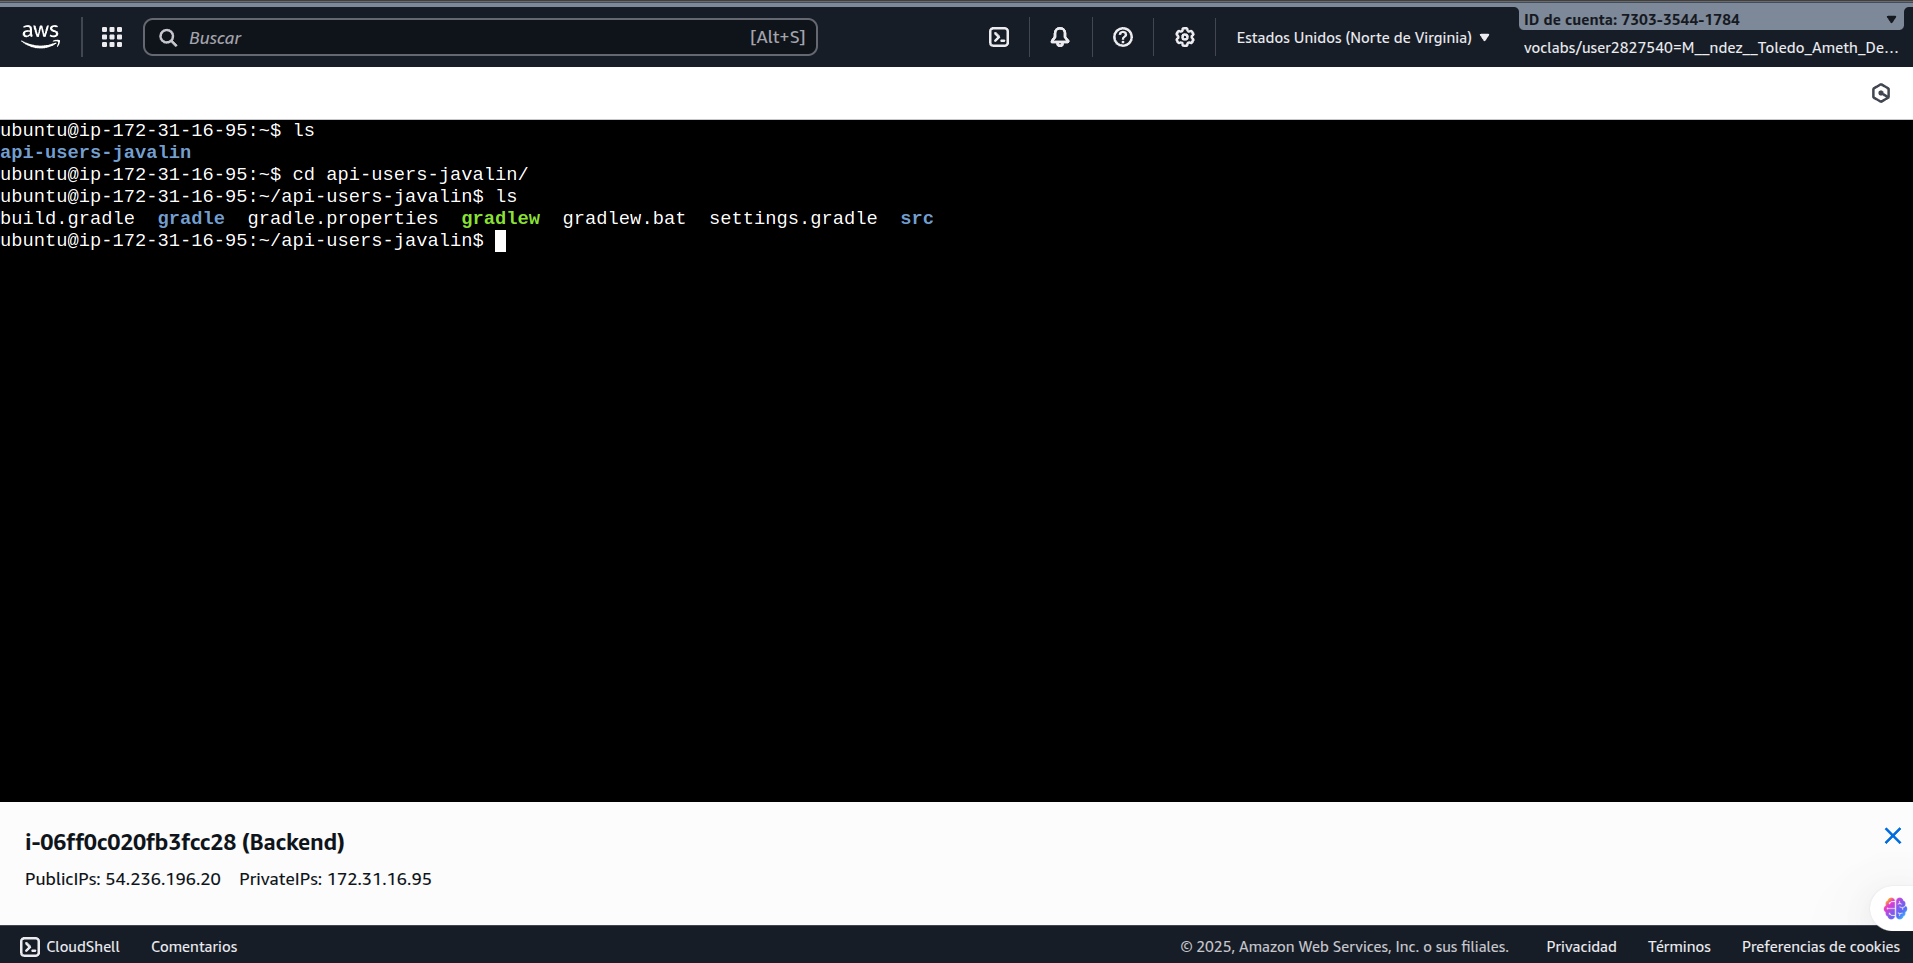 aws
Buscar [Alt+S]
Estados Unidos (Norte de Virginia)
ID de cuenta: 7303-3544-1784
voclabs/user2827540=M__ndez__Toledo_Ameth_De...
ubuntu@ip-172-31-16-95:~$ ls
api-users-javalin
ubuntu@ip-172-31-16-95:~$ cd api-users-javalin/
ubuntu@ip-172-31-16-95:~/api-users-javalin$ ls
build.gradle  gradle  gradle.properties  gradlew  gradlew.bat  settings.gradle  src
ubuntu@ip-172-31-16-95:~/api-users-javalin$
i-06ff0c020fb3fcc28 (Backend)
PublicIPs: 54.236.196.20 PrivateIPs: 172.31.16.95
CloudShell Comentarios © 2025, Amazon Web Services, Inc. o sus filiales. Privacidad Términos Preferencias de cookies